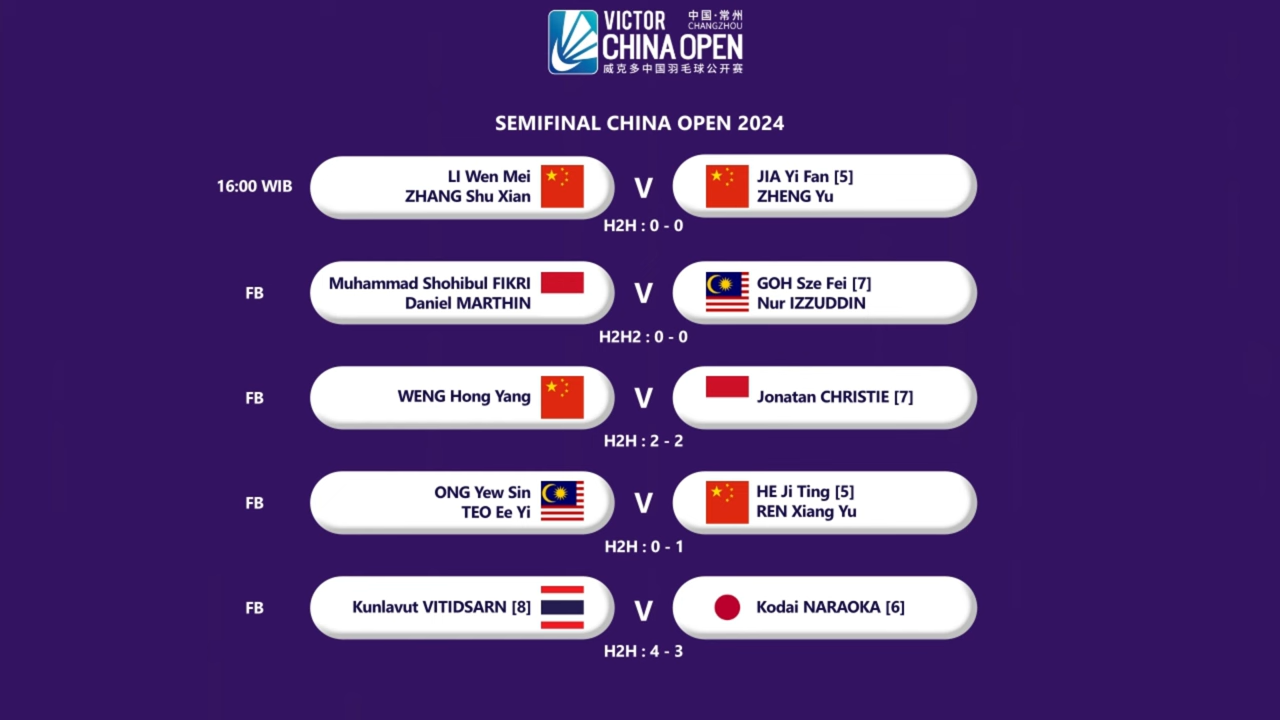 VICTOR
中国·常州
CHANGZHOU
CHINA OPEN
威克多中国羽毛球公开赛
SEMIFINAL CHINA OPEN 2024
16:00 WIB
LI Wen Mei
ZHANG Shu Xian
V
JIA Yi Fan [5]
ZHENG Yu
H2H : 0 - 0
FB
Muhammad Shohibul FIKRI
Daniel MARTHIN
V
GOH Sze Fei [7]
Nur IZZUDDIN
H2H2 : 0 - 0
FB
WENG Hong Yang
V
Jonatan CHRISTIE [7]
H2H : 2 - 2
FB
ONG Yew Sin
TEO Ee Yi
V
HE Ji Ting [5]
REN Xiang Yu
H2H : 0 - 1
FB
Kunlavut VITIDSARN [8]
V
Kodai NARAOKA [6]
H2H : 4 - 3